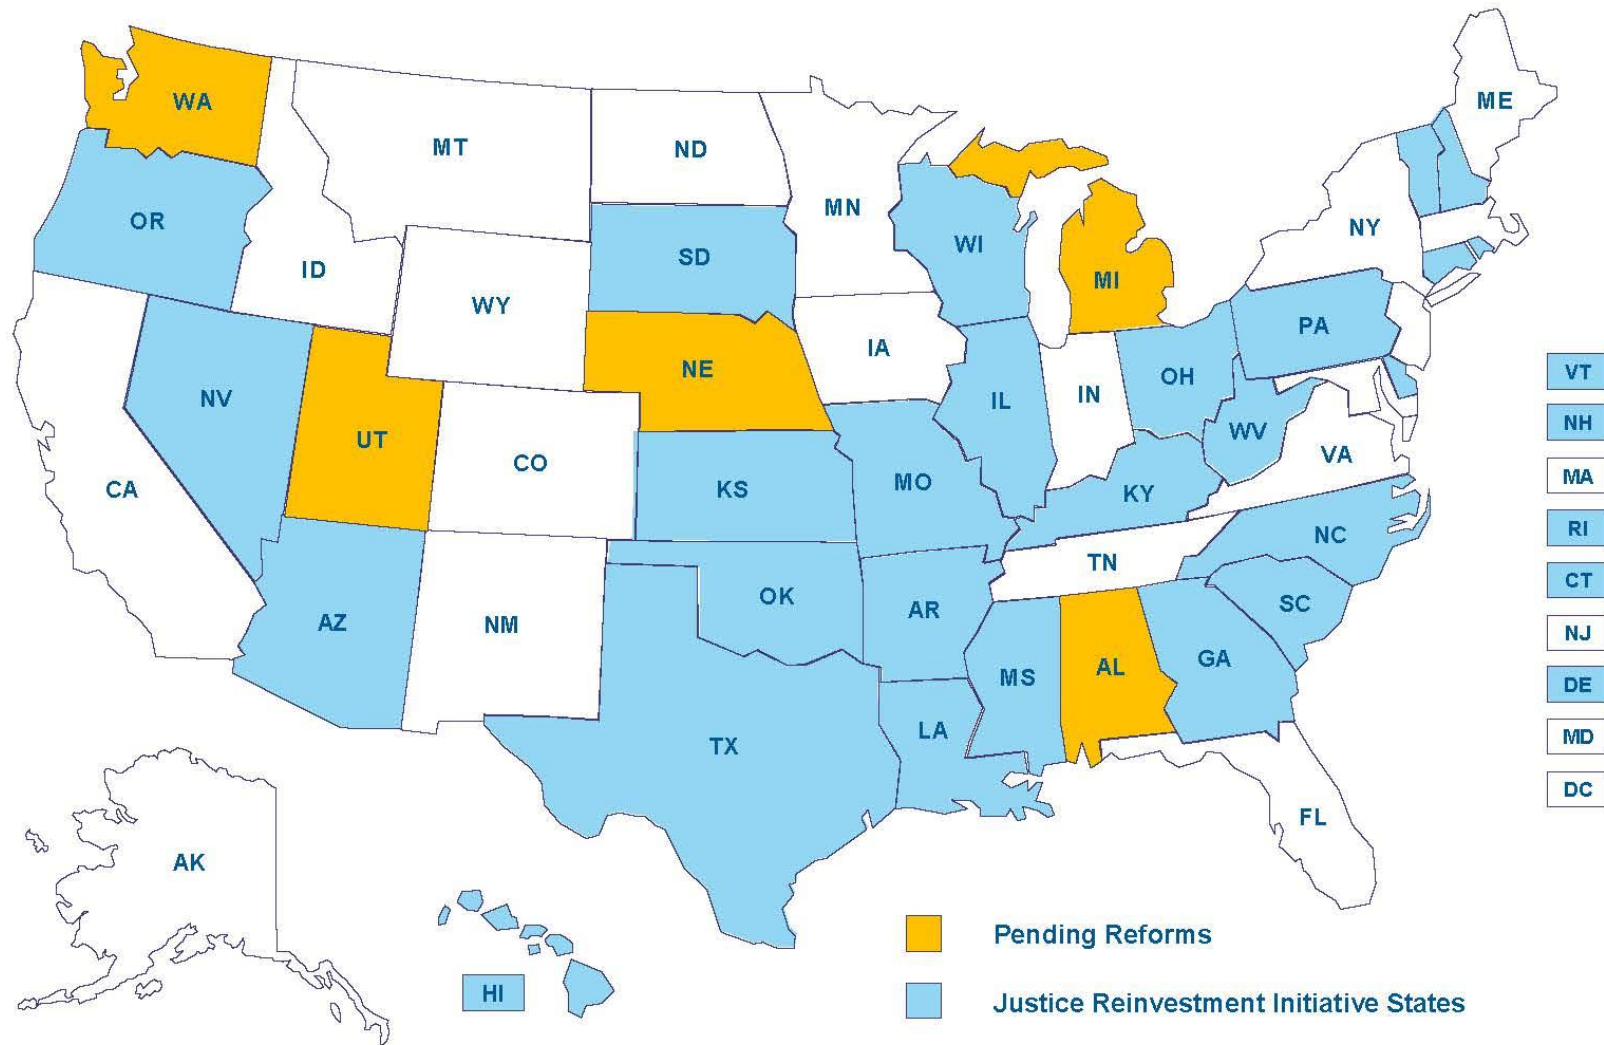 WA
ME
MT
ND
MN
OR
NY
WI
SD
ID
MI
WY
PA
IA
NE
VT
OH
IN
NV
IL
NH
WV
UT
VA
CO
MA
CA
KS
MO
KY
RI
NC
TN
CT
OK
SC
AR
AZ
NM
NJ
GA
AL
MS
DE
LA
MD
TX
DC
FL
AK
Pending Reforms
HI
Justice Reinvestment Initiative States